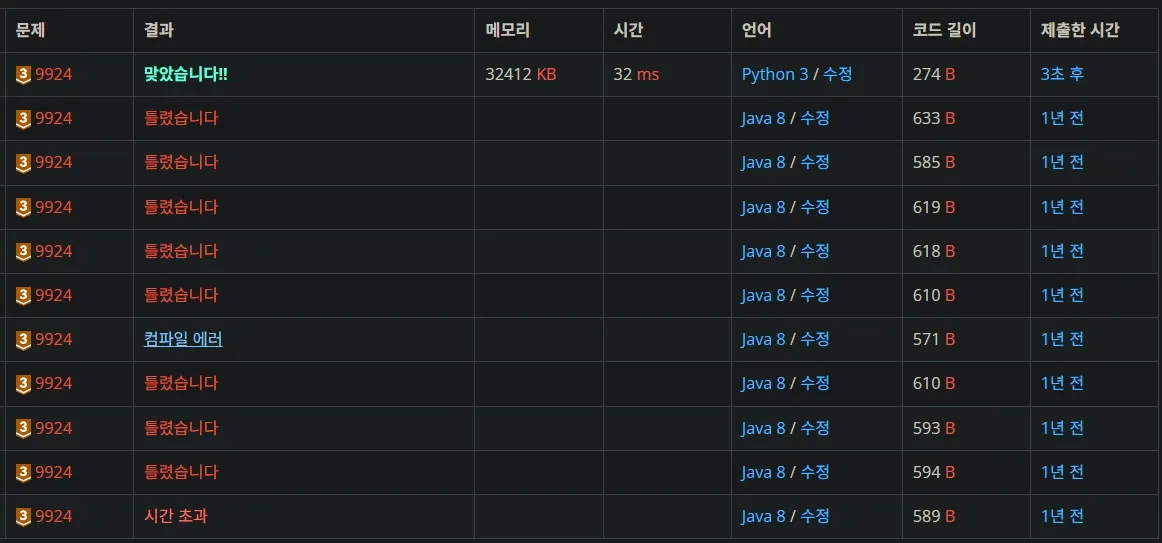 문제 결과 메모리 시간 언어 코드 길이 제출한 시간
3 9924 맞았습니다!! 32412 KB 32 ms Python 3 / 수정 274 B 3초 후
3 9924 틀렸습니다 Java 8 / 수정 633 B 1년 전
3 9924 틀렸습니다 Java 8 / 수정 585 B 1년 전
3 9924 틀렸습니다 Java 8 / 수정 619 B 1년 전
3 9924 틀렸습니다 Java 8 / 수정 618 B 1년 전
3 9924 틀렸습니다 Java 8 / 수정 610 B 1년 전
3 9924 컴파일 에러 Java 8 / 수정 571 B 1년 전
3 9924 틀렸습니다 Java 8 / 수정 610 B 1년 전
3 9924 틀렸습니다 Java 8 / 수정 593 B 1년 전
3 9924 틀렸습니다 Java 8 / 수정 594 B 1년 전
3 9924 시간 초과 Java 8 / 수정 589 B 1년 전